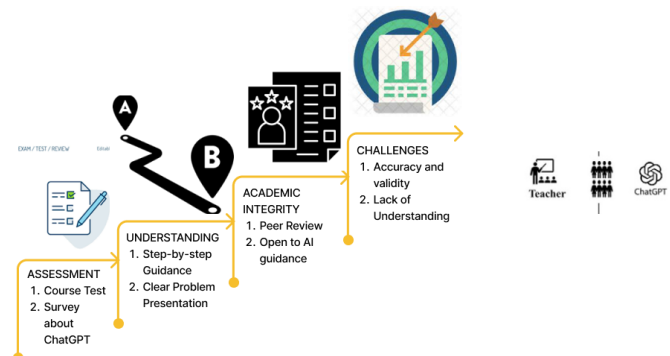 EXAM / TEST / REVIEW
A
B
CHALLENGES
1. Accuracy and
validity
2. Lack of
Understanding
ACADEMIC
INTEGRITY
1. Peer Review
2. Open to AI
guidance
UNDERSTANDING
1. Step-by-step
Guidance
2. Clear Problem
Presentation
ASSESSMENT
1. Course Test
2. Survey
about
ChatGPT
Teacher
ChatGPT